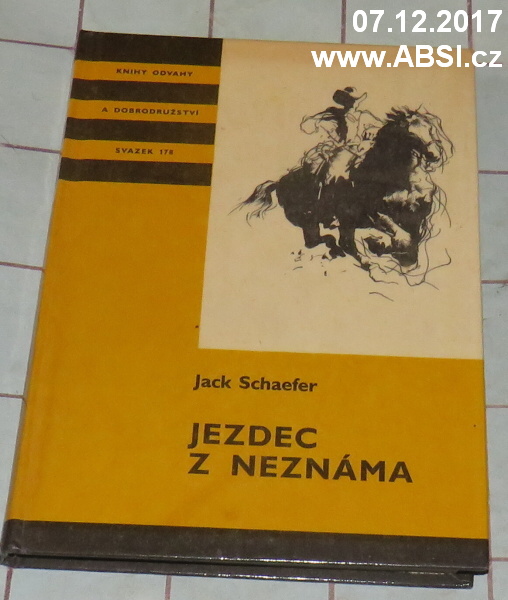 07.12.2017
www.ABSI.cz
KNIHY ODVAHY
A DOBRODRUŽSTVÍ
SVAZEK 178
Jack Schaefer
JEZDEC
Z NEZNÁMA